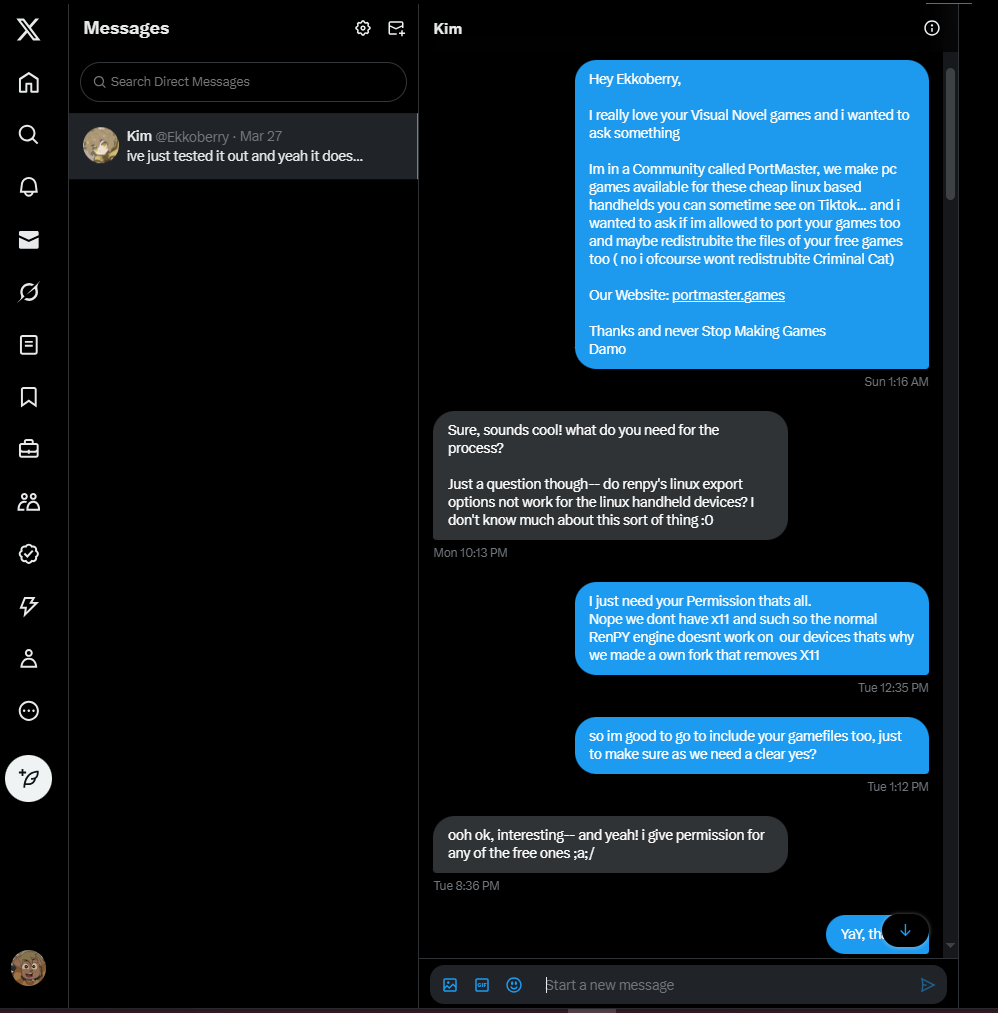 Messages
Search Direct Messages
Kim @Ekkoberry · Mar 27
ive just tested it out and yeah it does...
Kim
Hey Ekkoberry,
I really love your Visual Novel games and i wanted to
ask something
Im in a Community called PortMaster, we make pc
games available for these cheap linux based
handhelds you can sometime see on Tiktok... and i
wanted to ask if im allowed to port your games too
and maybe redistrubite the files of your free games
too ( no i ofcourse wont redistrubite Criminal Cat)
Our Website: portmaster.games
Thanks and never Stop Making Games
Damo
Sun 1:16 AM
Sure, sounds cool! what do you need for the
process?
Just a question though-- do renpy's linux export
options not work for the linux handheld devices? I
don't know much about this sort of thing :0
Mon 10:13 PM
I just need your Permission thats all.
Nope we dont have x11 and such so the normal
RenPY engine doesnt work on  our devices thats why
we made a own fork that removes X11
Tue 12:35 PM
so im good to go to include your gamefiles too, just
to make sure as we need a clear yes?
Tue 1:12 PM
ooh ok, interesting-- and yeah! i give permission for
any of the free ones ;a;/
Tue 8:36 PM
YaY,
GIF
Start a new message